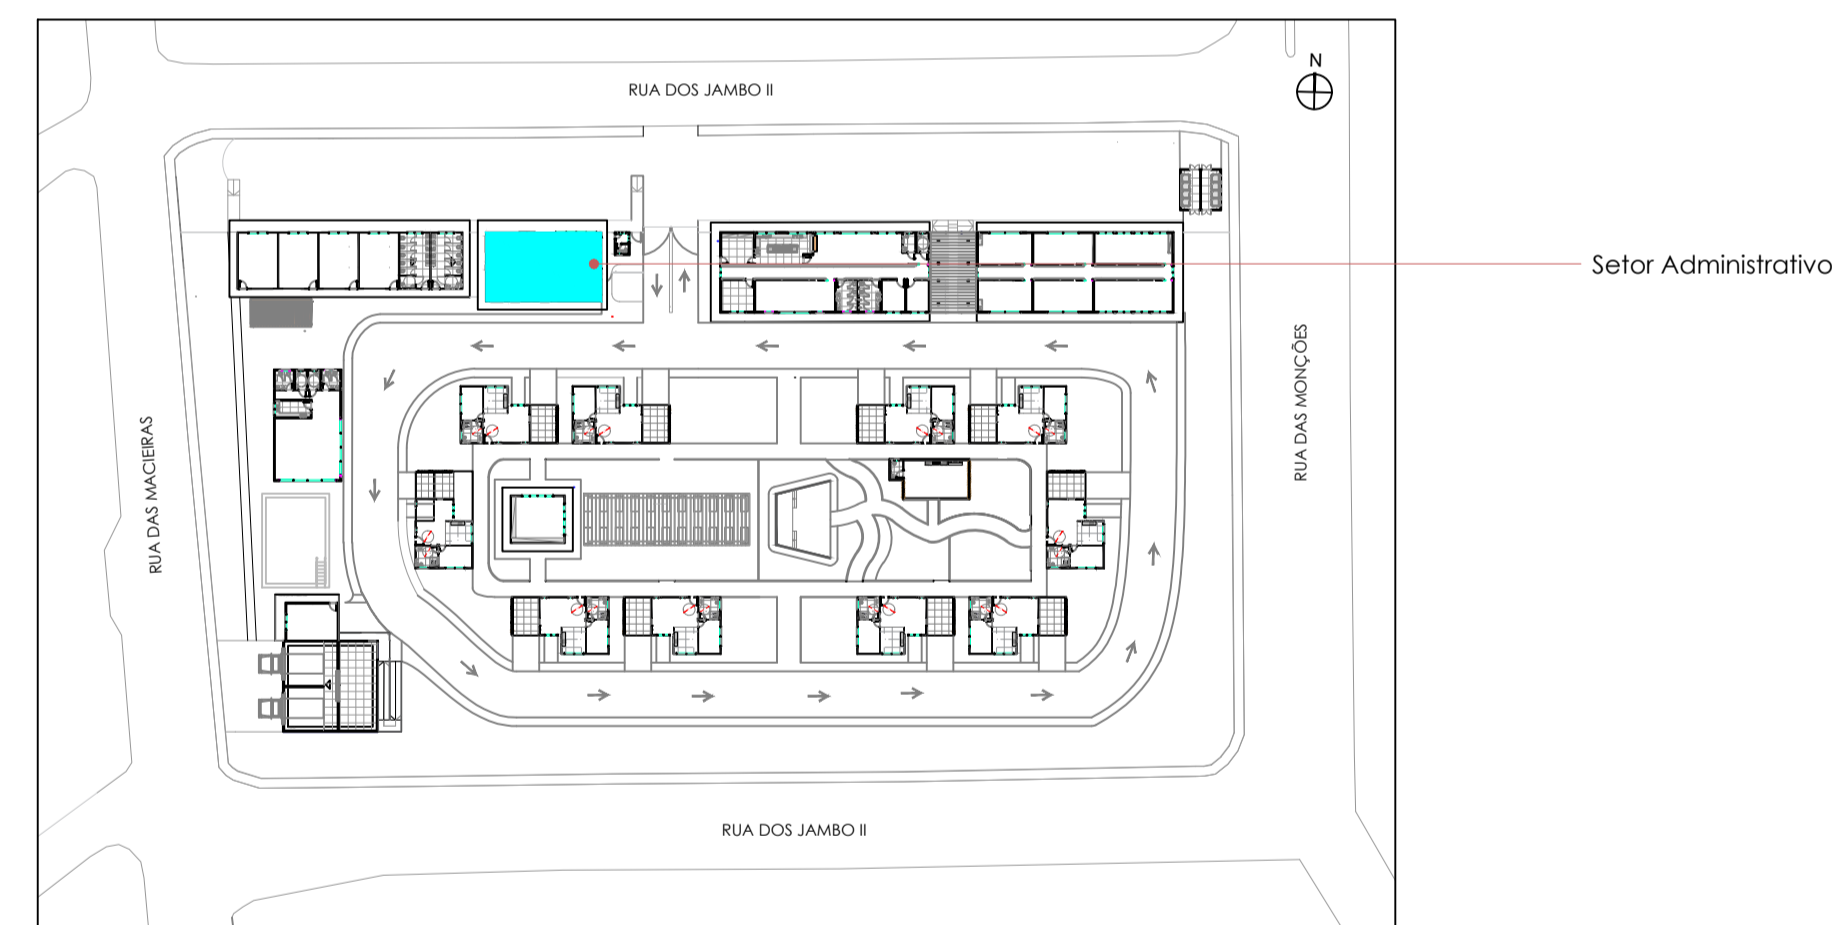 N
RUA DOS JAMBO II
Setor Administrativo
RUA DAS MONÇÕES
RUA DAS MACIEIRAS
RUA DOS JAMBO II